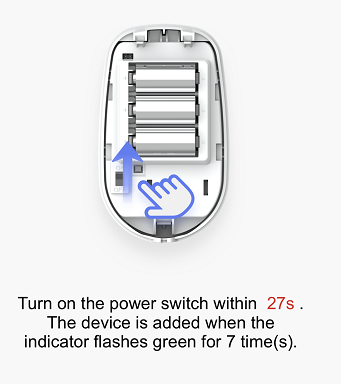 Turn on the power switch within 27s .
The device is added when the
indicator flashes green for 7 time(s).